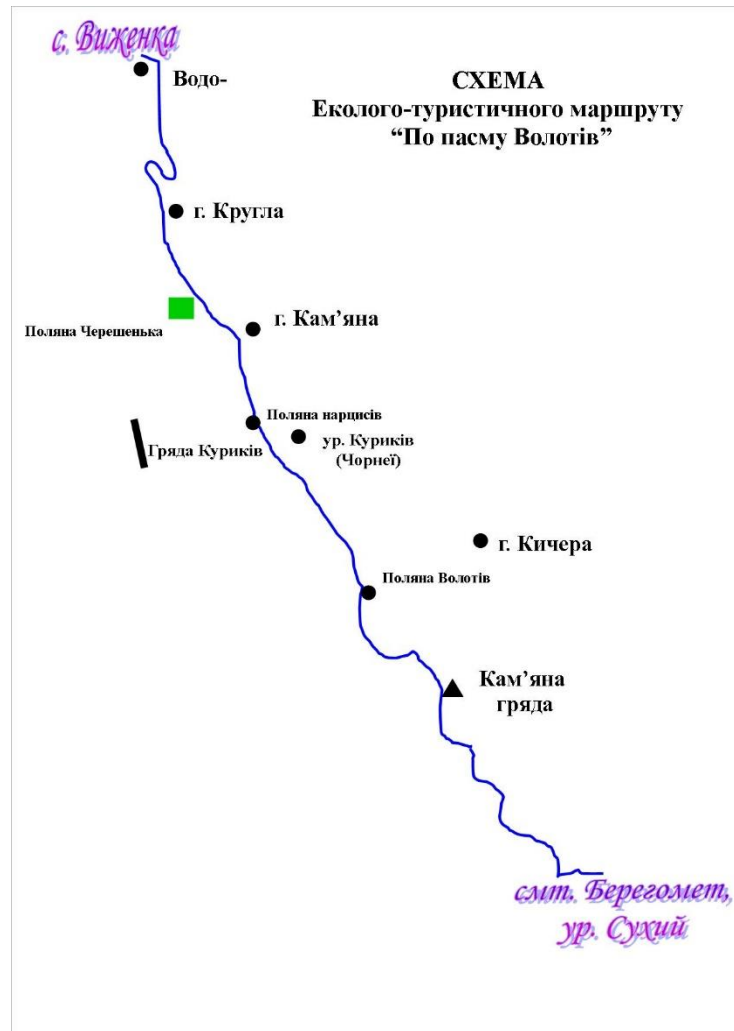 с. Виженка
Водо-
СХЕМА
Еколого-туристичного маршруту
“По пасму Волотів”
г. Кругла
г. Кам’яна
Поляна Черешенька
Поляна нарцисів
ур. Куриків
(Чорнеї)
Гряда Куриків
г. Кичера
Поляна Волотів
Кам’яна
гряда
смт. Берегомет,
ур. Сухий